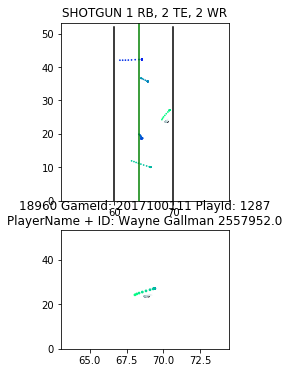 SHOTGUN 1 RB, 2 TE, 2 WR
50
40
30
20
10
0
60 70
18960 GameId: 2017100111 PlayId: 1287
PlayerName + ID: Wayne Gallman 2557952.0
40
20
0
65.0 67.5 70.0 72.5